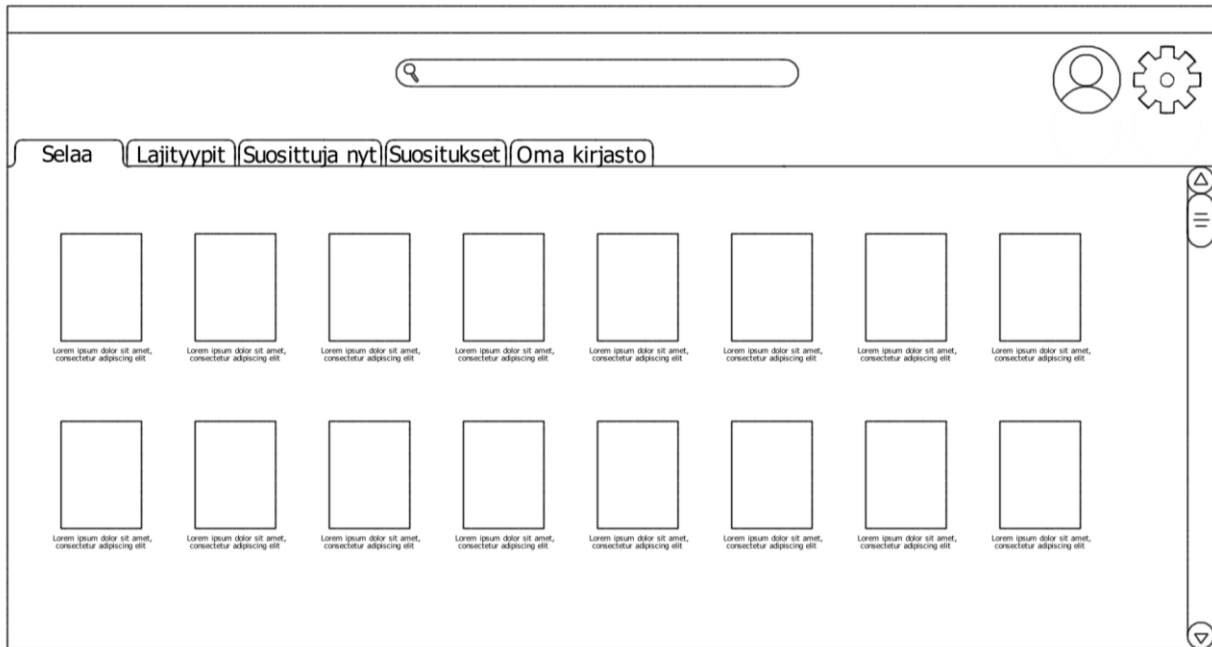 Selaa
Lajityypit
Suosittuja nyt
Suositukset
Oma kirjasto
Lorem ipsum dolor sit amet,
consectetur adipiscing elit
Lorem ipsum dolor sit amet,
consectetur adipiscing elit
Lorem ipsum dolor sit amet,
consectetur adipiscing elit
Lorem ipsum dolor sit amet,
consectetur adipiscing elit
Lorem ipsum dolor sit amet,
consectetur adipiscing elit
Lorem ipsum dolor sit amet,
consectetur adipiscing elit
Lorem ipsum dolor sit amet,
consectetur adipiscing elit
Lorem ipsum dolor sit amet,
consectetur adipiscing elit
Lorem ipsum dolor sit amet,
consectetur adipiscing elit
Lorem ipsum dolor sit amet,
consectetur adipiscing elit
Lorem ipsum dolor sit amet,
consectetur adipiscing elit
Lorem ipsum dolor sit amet,
consectetur adipiscing elit
Lorem ipsum dolor sit amet,
consectetur adipiscing elit
Lorem ipsum dolor sit amet,
consectetur adipiscing elit
Lorem ipsum dolor sit amet,
consectetur adipiscing elit
Lorem ipsum dolor sit amet,
consectetur adipiscing elit